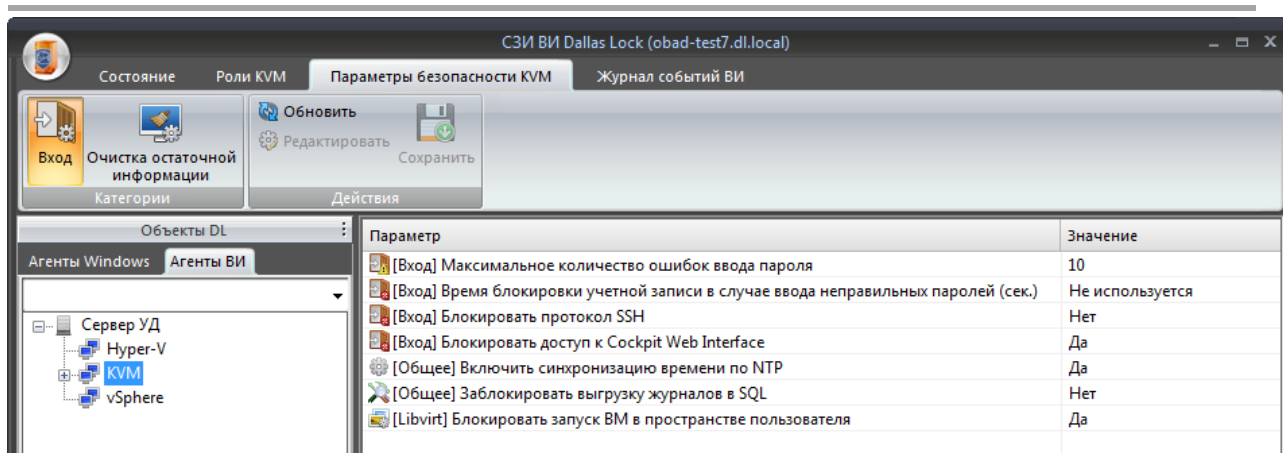 СЗИ ВИ Dallas Lock (obad-test7.dl.local)
Состояние Роли KVM Параметры безопасности KVM Журнал событий ВИ
Вход
Очистка остаточной
информации
Категории
Обновить
Редактировать
Сохранить
Действия
Объекты DL
Агенты Windows Агенты ВИ
Сервер УД
Hyper-V
KVM
vSphere
Параметр Значение
[Вход] Максимальное количество ошибок ввода пароля 10
[Вход] Время блокировки учетной записи в случае ввода неправильных паролей (сек.) Не используется
[Вход] Блокировать протокол SSH Нет
[Вход] Блокировать доступ к Cockpit Web Interface Да
[Общее] Включить синхронизацию времени по NTP Да
[Общее] Заблокировать выгрузку журналов в SQL Нет
[Libvirt] Блокировать запуск ВМ в пространстве пользователя Да